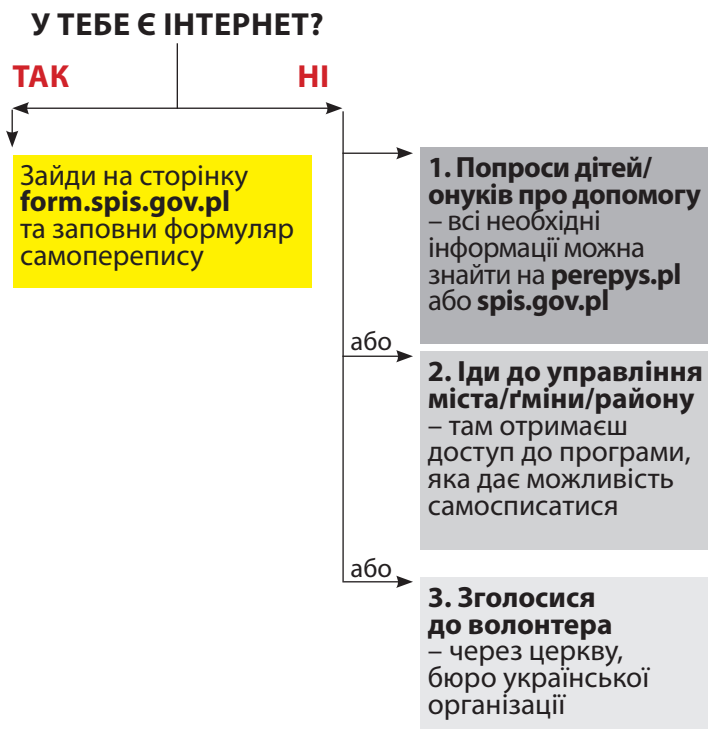 У ТЕБЕ Є ІНТЕРНЕТ?
ТАК
НІ
Зайди на сторінку
form.spis.gov.pl
та заповни формуляр
самоперепису
1. Попроси дітей/
онуків про допомогу
– всі необхідні
інформації можна
знайти на perepys.pl
або spis.gov.pl
або
2. Іди до управління
міста/ґміни/району
– там отримаєш
доступ до програми,
яка дає можливість
самосписатися
або
3. Зголосися
до волонтера
– через церкву,
бюро української
організації